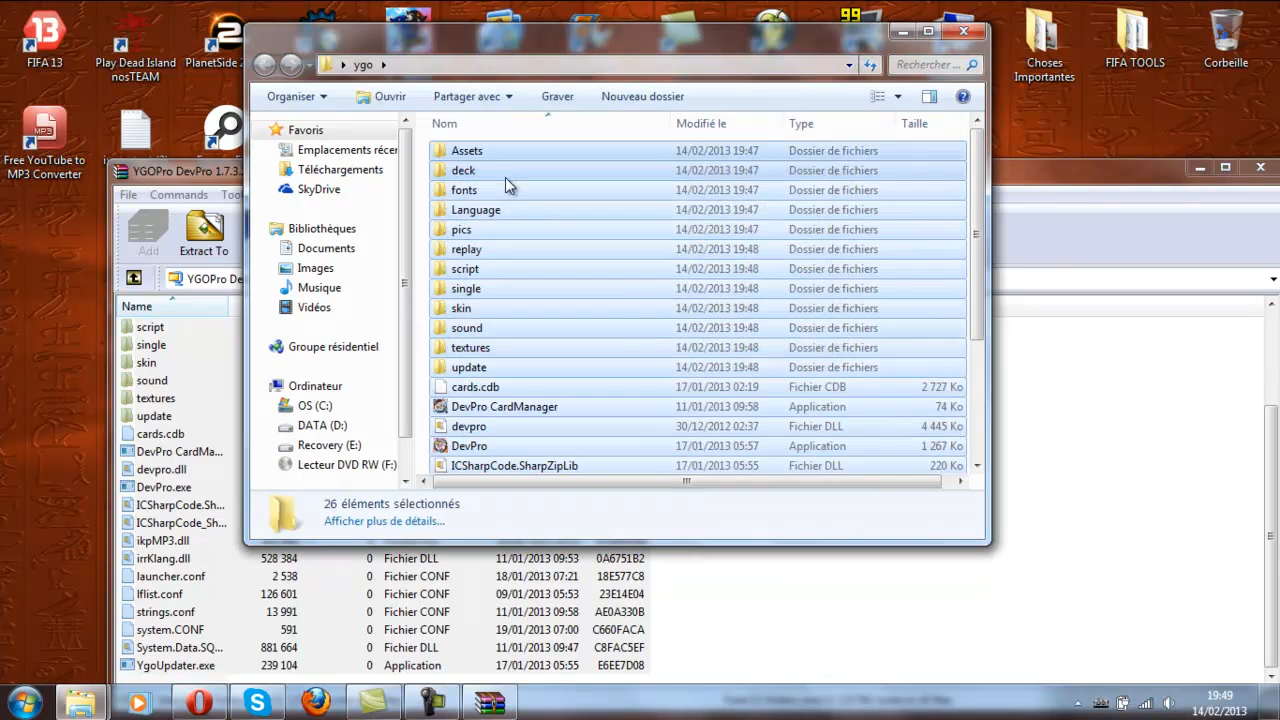 99
FIFA 13
Play Dead Island
nosTEAM
PlanetSide 2
Choses
Importantes
FIFA TOOLS
Corbeille
MP3
Free YouTube to
MP3 Converter
ygo
Rechercher ...
Organiser
Ouvrir
Partager avec
Graver
Nouveau dossier
Nom
Modifié le
Type
Taille
Favoris
Emplacements récen
Téléchargements
SkyDrive
Bibliothèques
Documents
Images
Musique
Vidéos
Groupe résidentiel
Ordinateur
OS (C:)
DATA (D:)
Recovery (E:)
Lecteur DVD RW (F:)
Assets 14/02/2013 19:47 Dossier de fichiers
deck 14/02/2013 19:47 Dossier de fichiers
fonts 14/02/2013 19:47 Dossier de fichiers
Language 14/02/2013 19:47 Dossier de fichiers
pics 14/02/2013 19:47 Dossier de fichiers
replay 14/02/2013 19:48 Dossier de fichiers
script 14/02/2013 19:48 Dossier de fichiers
single 14/02/2013 19:48 Dossier de fichiers
skin 14/02/2013 19:48 Dossier de fichiers
sound 14/02/2013 19:48 Dossier de fichiers
textures 14/02/2013 19:48 Dossier de fichiers
update 14/02/2013 19:48 Dossier de fichiers
cards.cdb 17/01/2013 02:19 Fichier CDB 2 727 Ko
DevPro CardManager 11/01/2013 09:58 Application 74 Ko
devpro 30/12/2012 02:37 Fichier DLL 4 445 Ko
DevPro 17/01/2013 05:57 Application 1 267 Ko
ICSharpCode.SharpZipLib 17/01/2013 05:55 Fichier DLL 220 Ko
26 éléments sélectionnés
Afficher plus de détails...
YGOPro DevPro 1.7.3
File Commands Too
Add
Extract To
YGOPro De
Name
script
single
skin
sound
textures
update
cards.cdb
DevPro CardMa...
devpro.dll
DevPro.exe
ICSharpCode.Sh...
ICSharpCode_Sh...
ikpMP3.dll
irrKlang.dll 528 384 0 Fichier DLL 11/01/2013 09:53 0A6751B2
launcher.conf 2 538 0 Fichier CONF 18/01/2013 07:21 18E577C8
lflist.conf 126 601 0 Fichier CONF 09/01/2013 05:53 23E14E04
strings.conf 13 991 0 Fichier CONF 11/01/2013 09:58 AE0A330B
system.CONF 591 0 Fichier CONF 19/01/2013 07:00 C660FACA
System.Data.SQ... 881 664 0 Fichier DLL 11/01/2013 09:47 C8FAC5EF
YgoUpdater.exe 239 104 0 Application 17/01/2013 05:55 E6EE7D08
19:49
14/02/2013